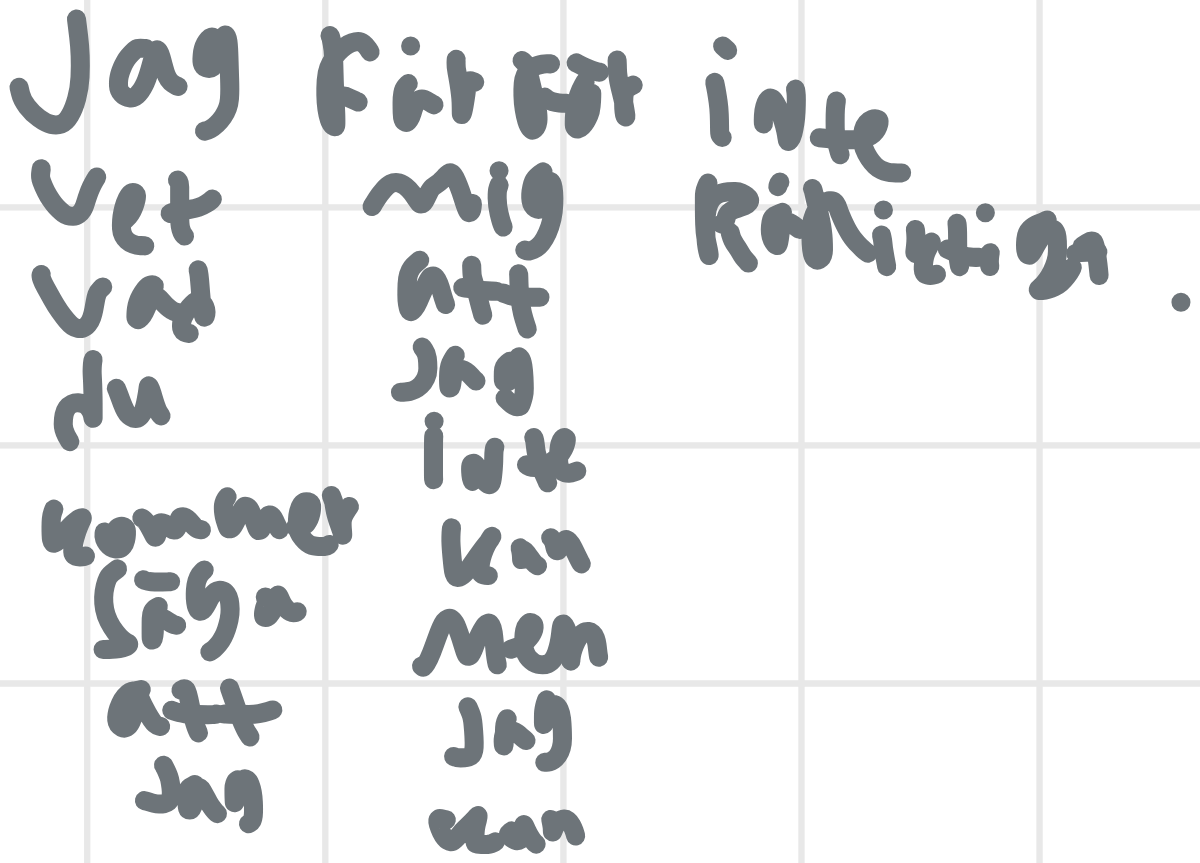 Jag
vet
vad
du
kommer
säga
att
Jag
mig
att
Jag
inte
kan
Men
Jag
kan
inte